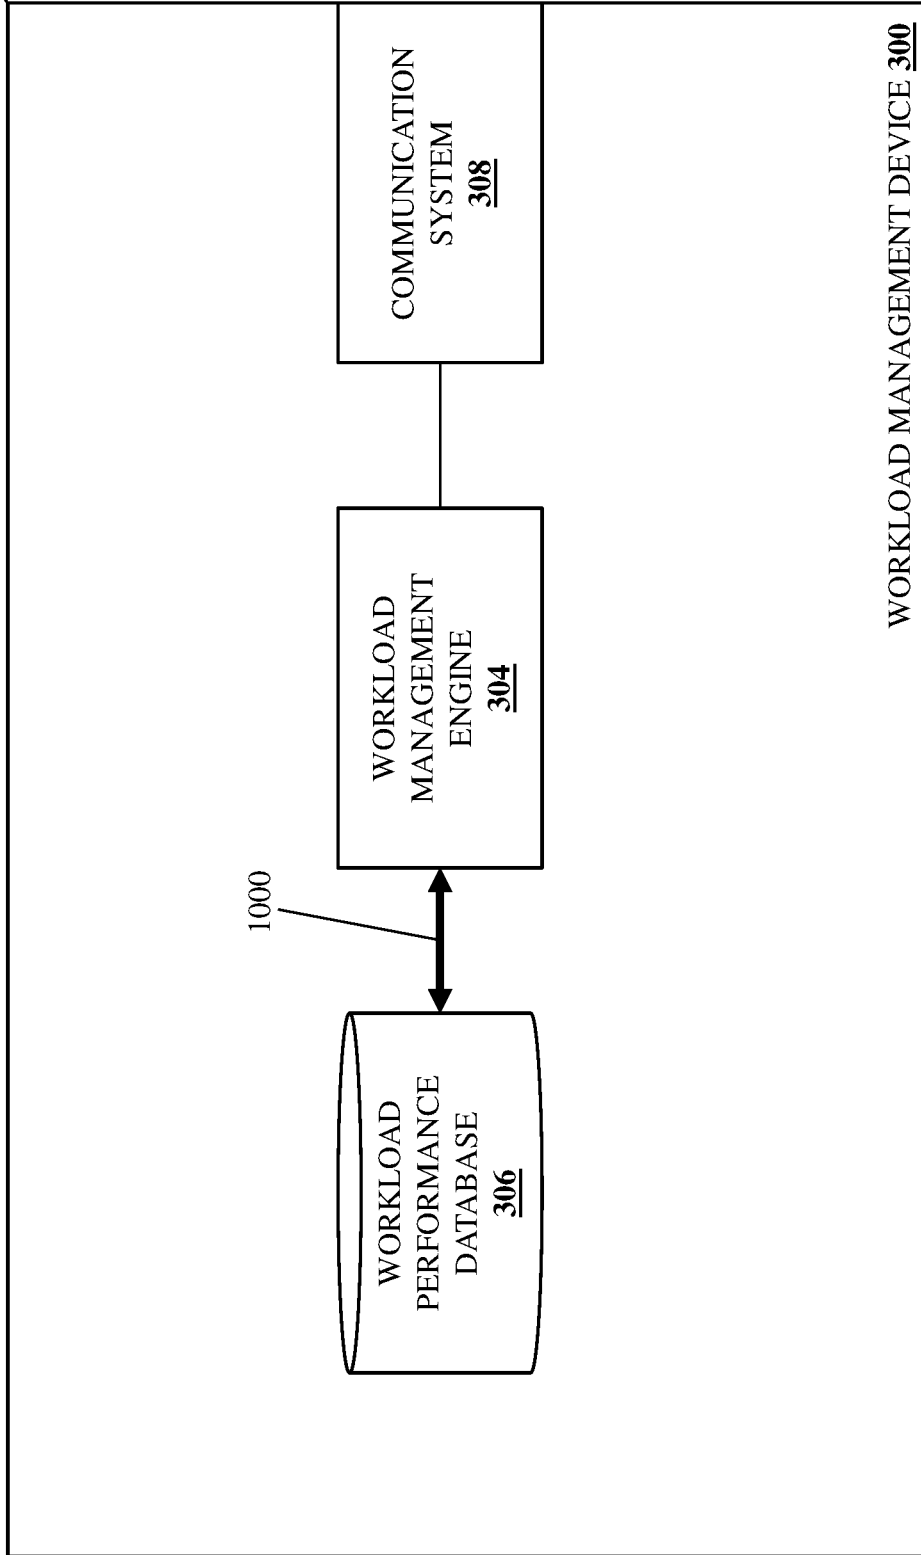 WORKLOAD
PERFORMANCE
DATABASE
306
1000
WORKLOAD
MANAGEMENT
ENGINE
304
COMMUNICATION
SYSTEM
308
WORKLOAD MANAGEMENT DEVICE 300